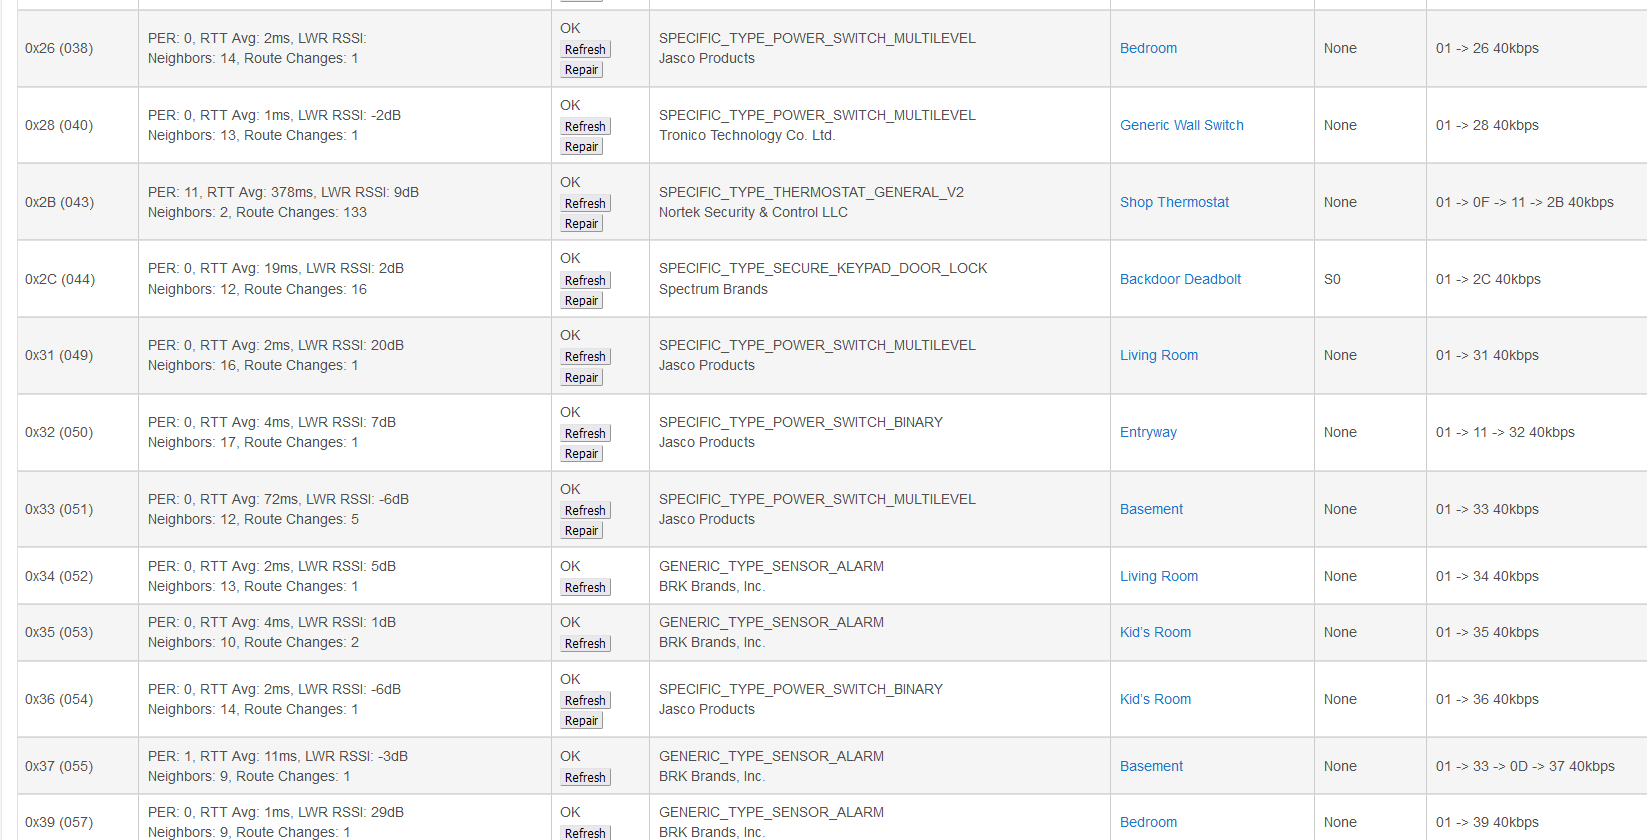 0x26 (038)
PER: 0, RTT Avg: 2ms, LWR RSSI:
Neighbors: 14, Route Changes: 1
OK
Refresh
Repair
SPECIFIC_TYPE_POWER_SWITCH_MULTILEVEL
Jasco Products
Bedroom
None
01 -> 26 40kbps
0x28 (040)
PER: 0, RTT Avg: 1ms, LWR RSSI: -2dB
Neighbors: 13, Route Changes: 1
OK
Refresh
Repair
SPECIFIC_TYPE_POWER_SWITCH_MULTILEVEL
Tronico Technology Co. Ltd.
Generic Wall Switch
None
01 -> 28 40kbps
0x2B (043)
PER: 11, RTT Avg: 378ms, LWR RSSI: 9dB
Neighbors: 2, Route Changes: 133
OK
Refresh
Repair
SPECIFIC_TYPE_THERMOSTAT_GENERAL_V2
Nortek Security & Control LLC
Shop Thermostat
None
01 -> 0F -> 11 -> 2B 40kbps
0x2C (044)
PER: 0, RTT Avg: 19ms, LWR RSSI: 2dB
Neighbors: 12, Route Changes: 16
OK
Refresh
Repair
SPECIFIC_TYPE_SECURE_KEYPAD_DOOR_LOCK
Spectrum Brands
Backdoor Deadbolt
S0
01 -> 2C 40kbps
0x31 (049)
PER: 0, RTT Avg: 2ms, LWR RSSI: 20dB
Neighbors: 16, Route Changes: 1
OK
Refresh
Repair
SPECIFIC_TYPE_POWER_SWITCH_MULTILEVEL
Jasco Products
Living Room
None
01 -> 31 40kbps
0x32 (050)
PER: 0, RTT Avg: 4ms, LWR RSSI: 7dB
Neighbors: 17, Route Changes: 1
OK
Refresh
Repair
SPECIFIC_TYPE_POWER_SWITCH_BINARY
Jasco Products
Entryway
None
01 -> 11 -> 32 40kbps
0x33 (051)
PER: 0, RTT Avg: 72ms, LWR RSSI: -6dB
Neighbors: 12, Route Changes: 5
OK
Refresh
Repair
SPECIFIC_TYPE_POWER_SWITCH_MULTILEVEL
Jasco Products
Basement
None
01 -> 33 40kbps
0x34 (052)
PER: 0, RTT Avg: 2ms, LWR RSSI: 5dB
Neighbors: 13, Route Changes: 1
OK
Refresh
GENERIC_TYPE_SENSOR_ALARM
BRK Brands, Inc.
Living Room
None
01 -> 34 40kbps
0x35 (053)
PER: 0, RTT Avg: 4ms, LWR RSSI: 1dB
Neighbors: 10, Route Changes: 2
OK
Refresh
GENERIC_TYPE_SENSOR_ALARM
BRK Brands, Inc.
Kid’s Room
None
01 -> 35 40kbps
0x36 (054)
PER: 0, RTT Avg: 2ms, LWR RSSI: -6dB
Neighbors: 14, Route Changes: 1
OK
Refresh
Repair
SPECIFIC_TYPE_POWER_SWITCH_BINARY
Jasco Products
Kid’s Room
None
01 -> 36 40kbps
0x37 (055)
PER: 1, RTT Avg: 11ms, LWR RSSI: -3dB
Neighbors: 9, Route Changes: 1
OK
Refresh
GENERIC_TYPE_SENSOR_ALARM
BRK Brands, Inc.
Basement
None
01 -> 33 -> 0D -> 37 40kbps
0x39 (057)
PER: 0, RTT Avg: 1ms, LWR RSSI: 29dB
Neighbors: 9, Route Changes: 1
OK
Refresh
GENERIC_TYPE_SENSOR_ALARM
BRK Brands, Inc.
Bedroom
None
01 -> 39 40kbps